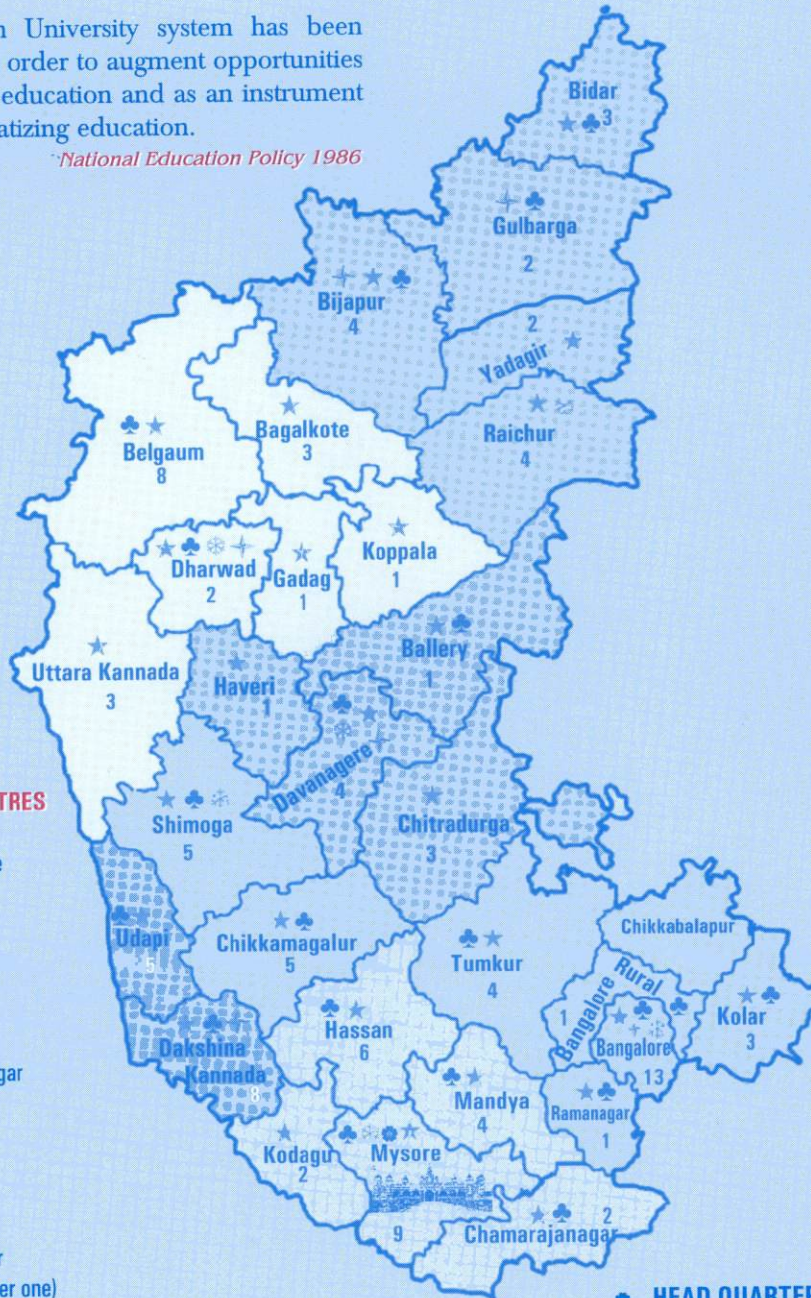 University system has been
order to augment opportunities
education and as an instrument
atizing education.
National Education Policy 1986
Bidar
3
Gulbarga
2
Bijapur
4
2
Yadagir
Raichur
4
Bagalkote
3
Belgaum
8
Koppala
1
Dharwad
2
Gadag
1
Ballery
1
Uttara Kannada
3
Haveri
1
Davanagere
4
TRES
Shimoga
5
Chitradurga
3
e
Udapi
5
Chikkamagalur
5
Tumkur
4
Chikkabalapur
Bangalore Rural
1
Bangalore
13
Kolar
3
Hassan
6
Dakshina
Kannada
8
gar
Mandya
4
Ramanagar
1
Kodagu
2
Mysore
9
2
Chamarajanagar
r
er one)
HEAD QUARTER